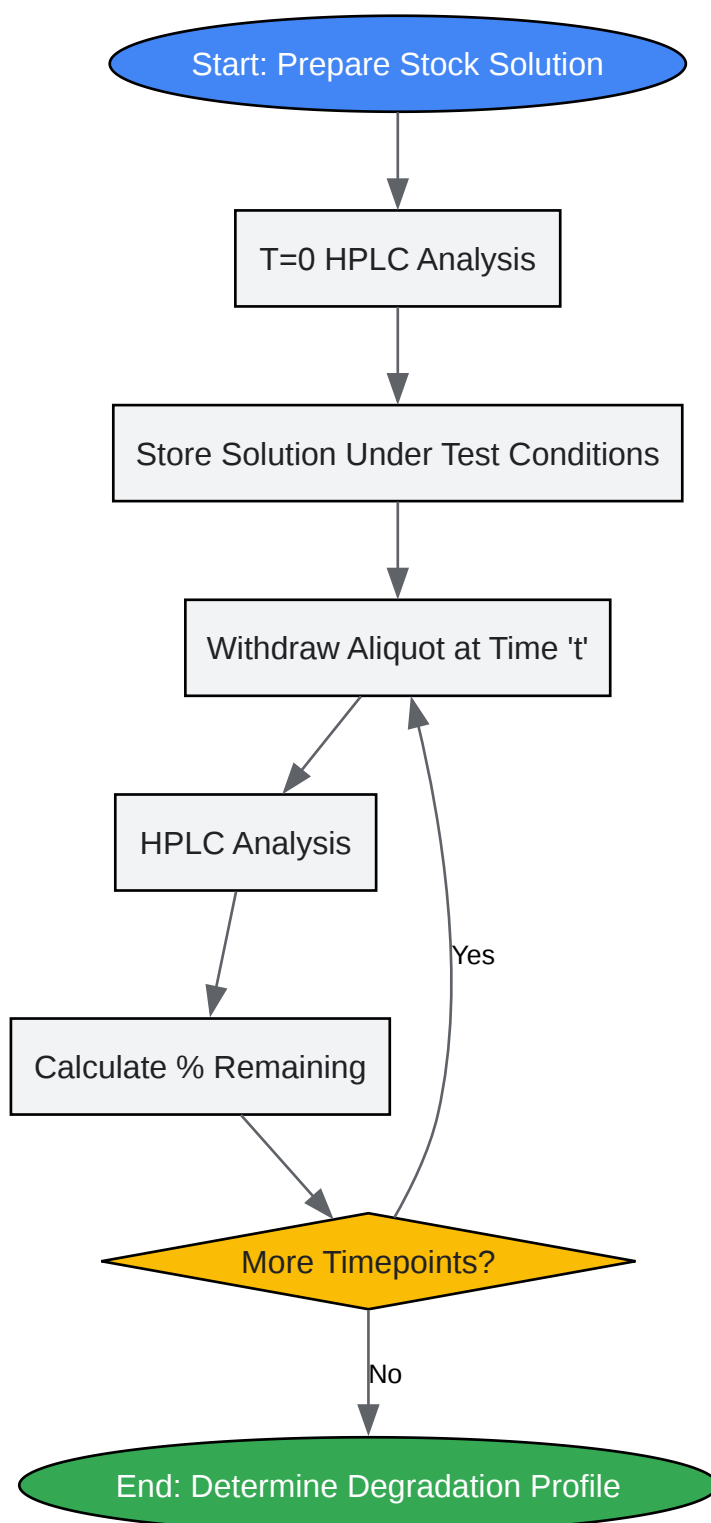 Start: Prepare Stock Solution
T=0 HPLC Analysis
Store Solution Under Test Conditions
Withdraw Aliquot at Time 't'
HPLC Analysis
Yes
Calculate % Remaining
More Timepoints?
No
End: Determine Degradation Profile